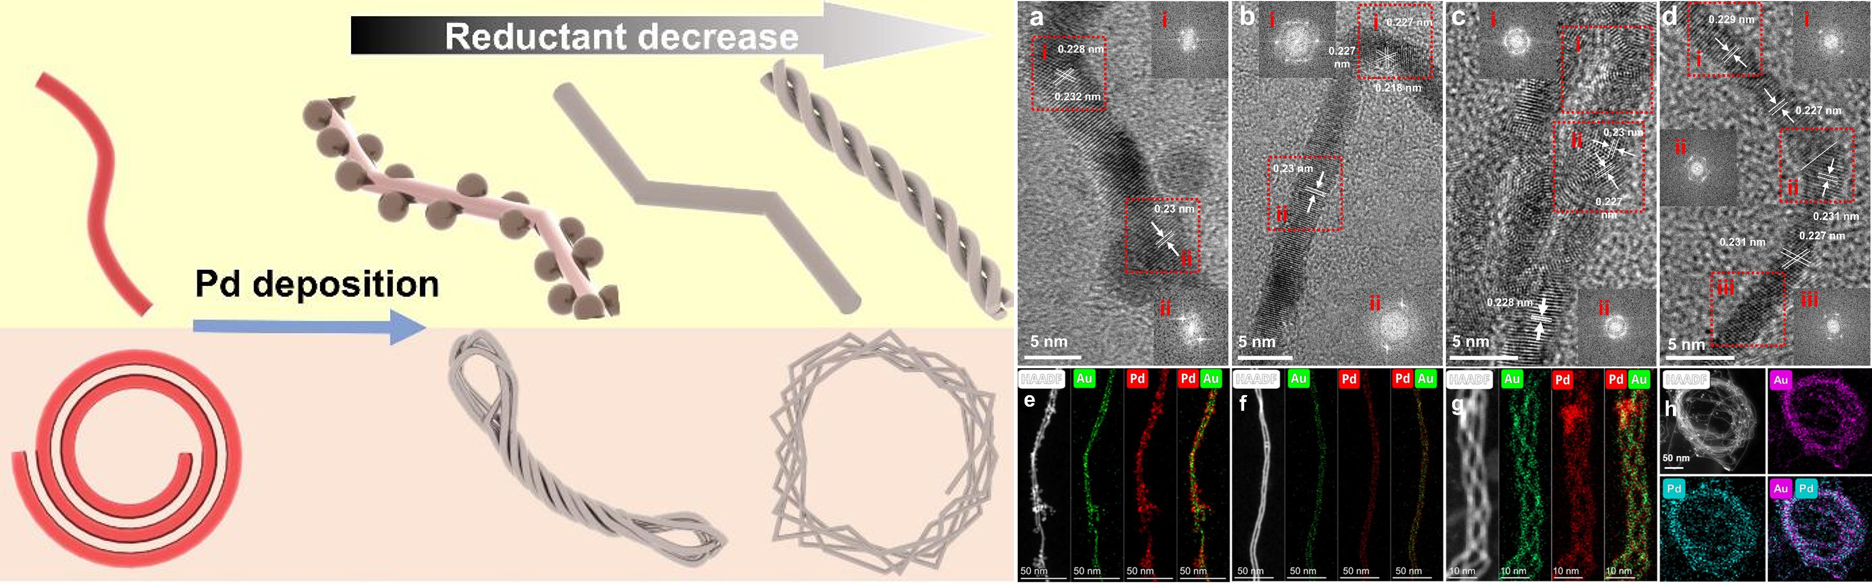 Reductant decrease
Pd deposition
a
i
i
0.228 nm
0.232 nm
0.23 nm
ii
ii
5 nm
b
i
i
0.227 nm
0.227
nm
0.218 nm
0.23 nm
ii
ii
5 nm
c
i
i
ii
0.23 nm
0.227
nm
0.228 nm
ii
5 nm
d
0.229 nm
i
i
0.227 nm
ii
ii
0.231 nm
0.231 nm
0.227 nm
iii
iii
5 nm
HAADF
Au
Pd
Pd Au
e
50 nm
50 nm
50 nm
50 nm
HAADF
Au
Pd
Pd Au
f
50 nm
50 nm
50 nm
50 nm
HAADF
Au
Pd
Pd Au
g
10 nm
10 nm
10 nm
10 nm
HAADF
Au
h
50 nm
Pd
Au Pd